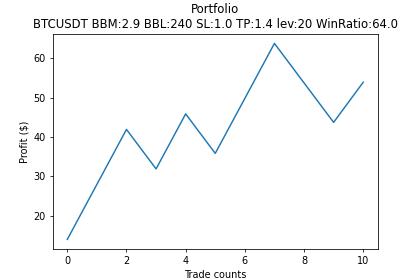 Portfolio
BTCUSDT BBM:2.9 BBL:240 SL:1.0 TP:1.4 lev:20 WinRatio:64.0
60
50
40
30
20
Profit ($)
0 2 4 6 8 10
Trade counts